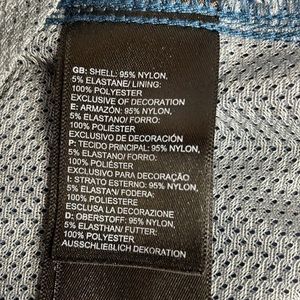 GB: SHELL: 95% NYLON,
5% ELASTANE/ LINING:
100% POLYESTER
EXCLUSIVE OF DECORATION
E: ARMAZÓN: 95% NYLON,
5% ELASTANO/ FORRO:
100% POLIÉSTER
EXCLUSIVO DE DECORACIÓN
P: TECIDO PRINCIPAL: 95% NYLON,
5% ELASTANO/ FORRO:
100% POLIÉSTER
EXCLUSIVO PARA DECORAÇÃO
I: STRATO ESTERNO: 95% NYLON,
5% ELASTAN/ FODERA:
100% POLIESTERE
ESCLUSA LA DECORAZIONE
D: OBERSTOFF: 95% NYLON,
5% ELASTHAN/ FUTTER:
100% POLYESTER
AUSSCHLIEßLICH DEKORATION